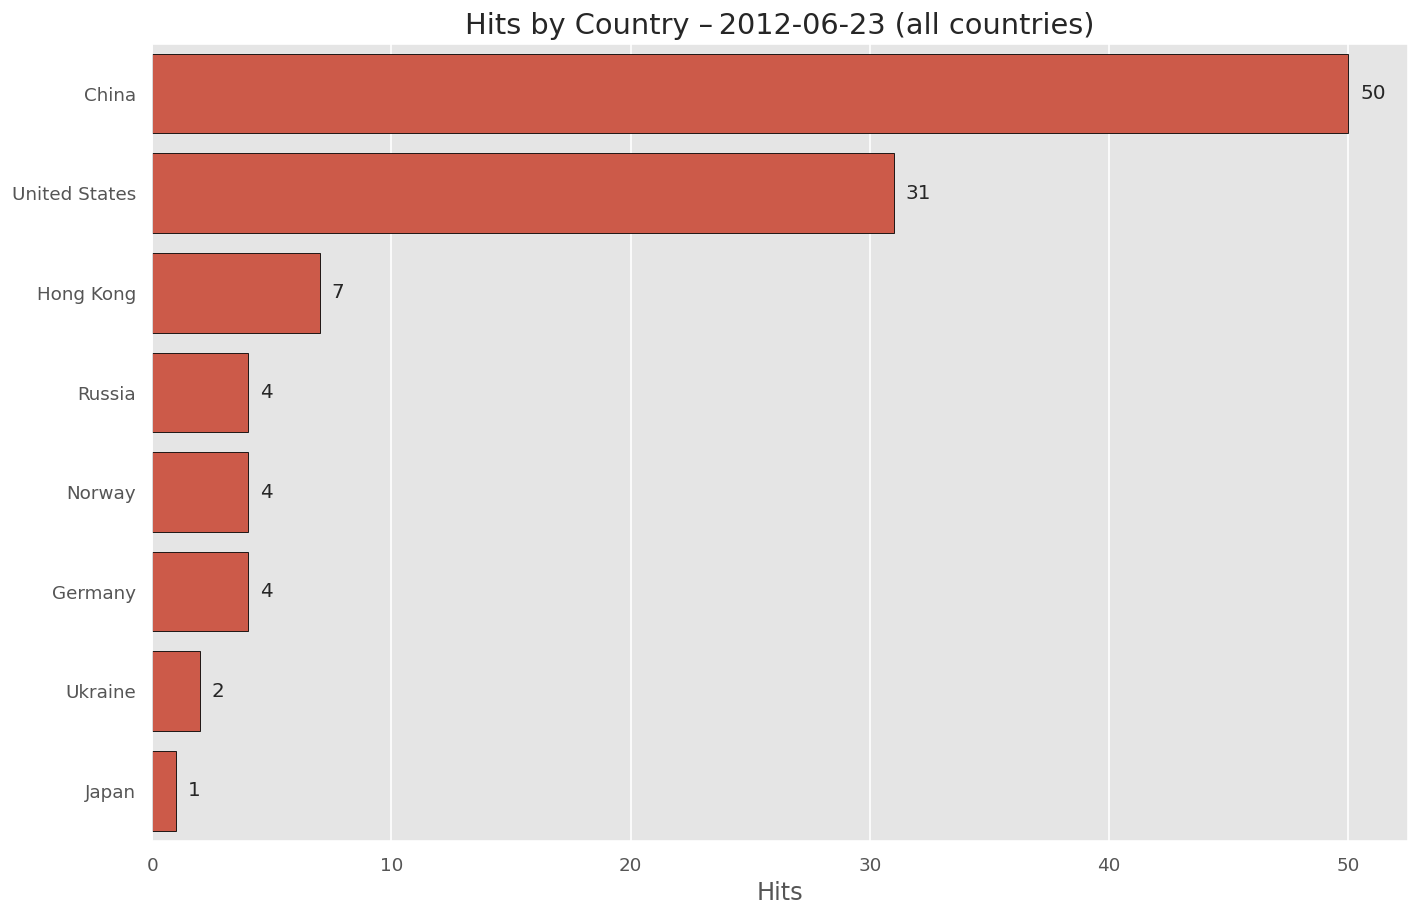 Hits by Country – 2012-06-23 (all countries)
China 50
United States 31
Hong Kong 7
Russia 4
Norway 4
Germany 4
Ukraine 2
Japan 1
0 10 20 30 40 50
Hits